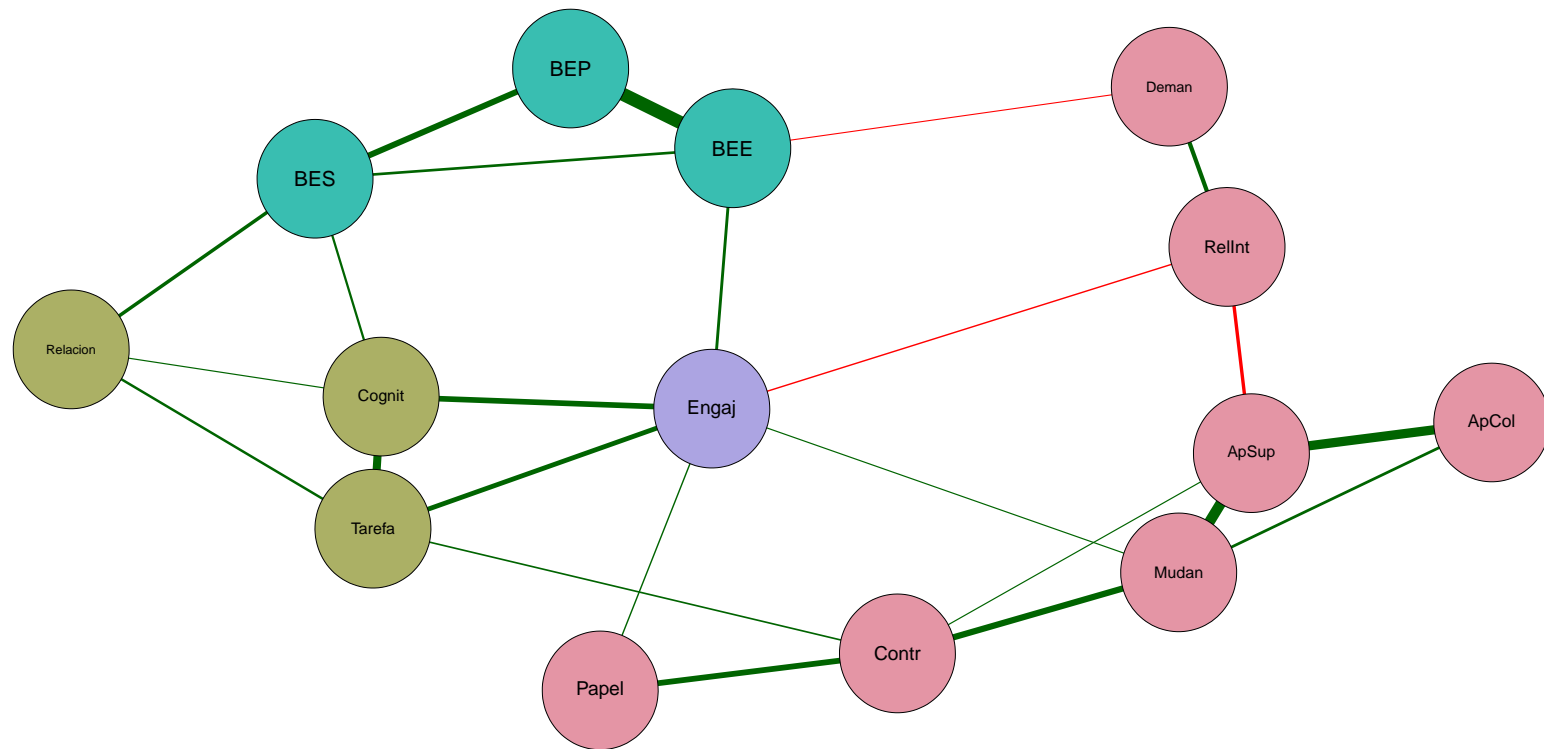 BEP
Deman
BEE
BES
RelInt
Relacion
Cognit
Engaj
ApCol
ApSup
Tarefa
Mudan
Contr
Papel